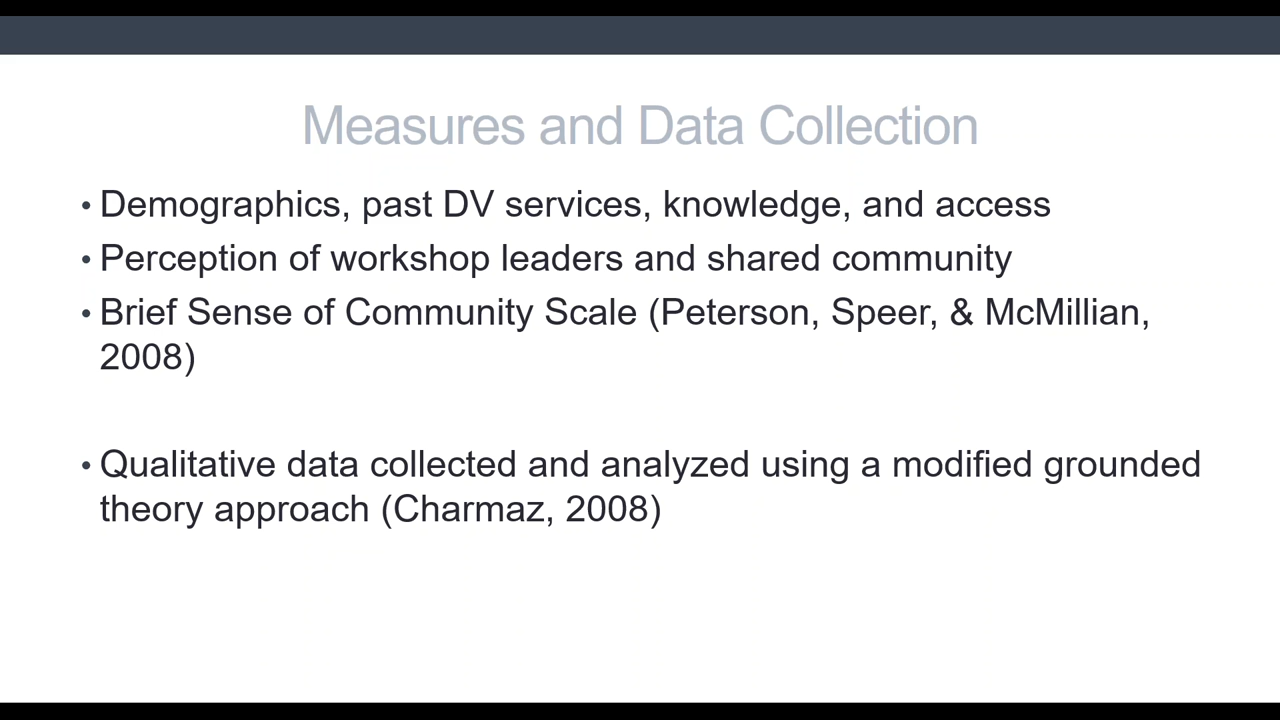 Measures and Data Collection
• Demographics, past DV services, knowledge, and access
• Perception of workshop leaders and shared community
• Brief Sense of Community Scale (Peterson, Speer, & McMillian,
2008)
• Qualitative data collected and analyzed using a modified grounded
theory approach (Charmaz, 2008)